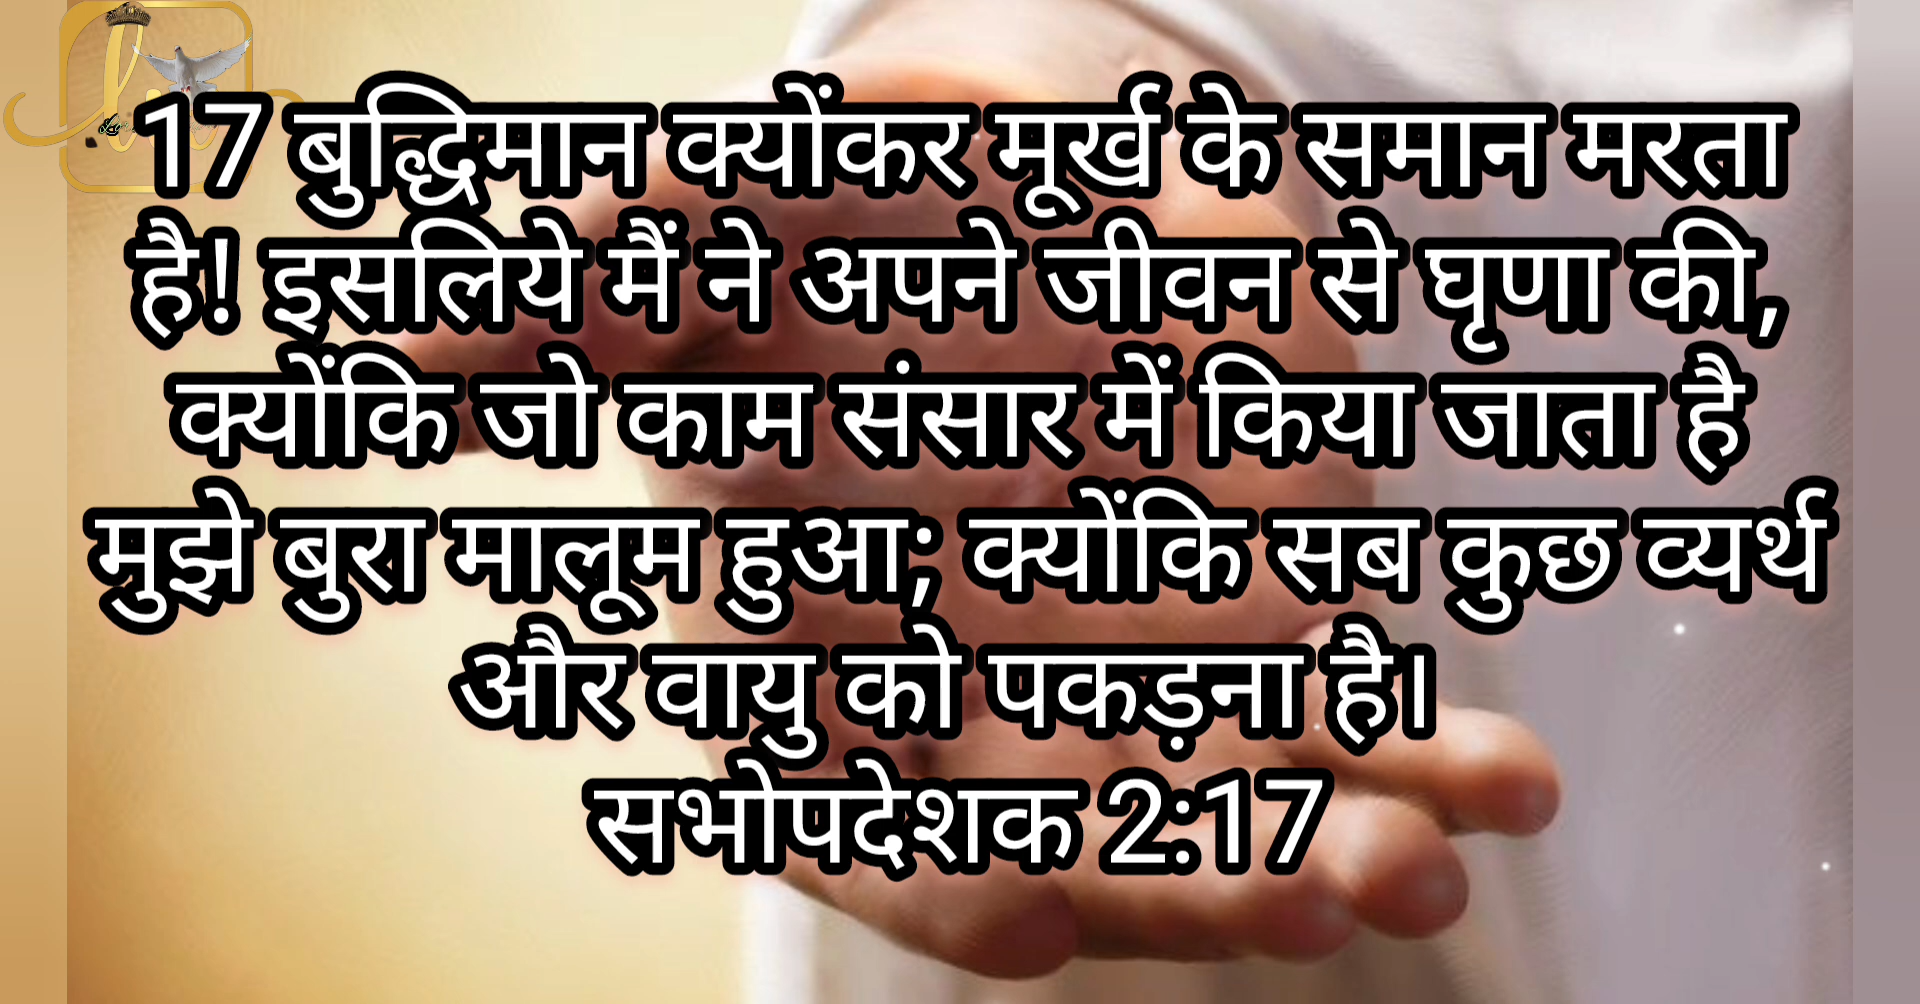 17 बुद्धिमान क्योंकर मूर्ख के समान मरता
है! इसलिये मैं ने अपने जीवन से घृणा की,
क्योंकि जो काम संसार में किया जाता है
मुझे बुरा मालूम हुआ; क्योंकि सब कुछ व्यर्थ
और वायु को पकड़ना है।
सभोपदेशक 2:17